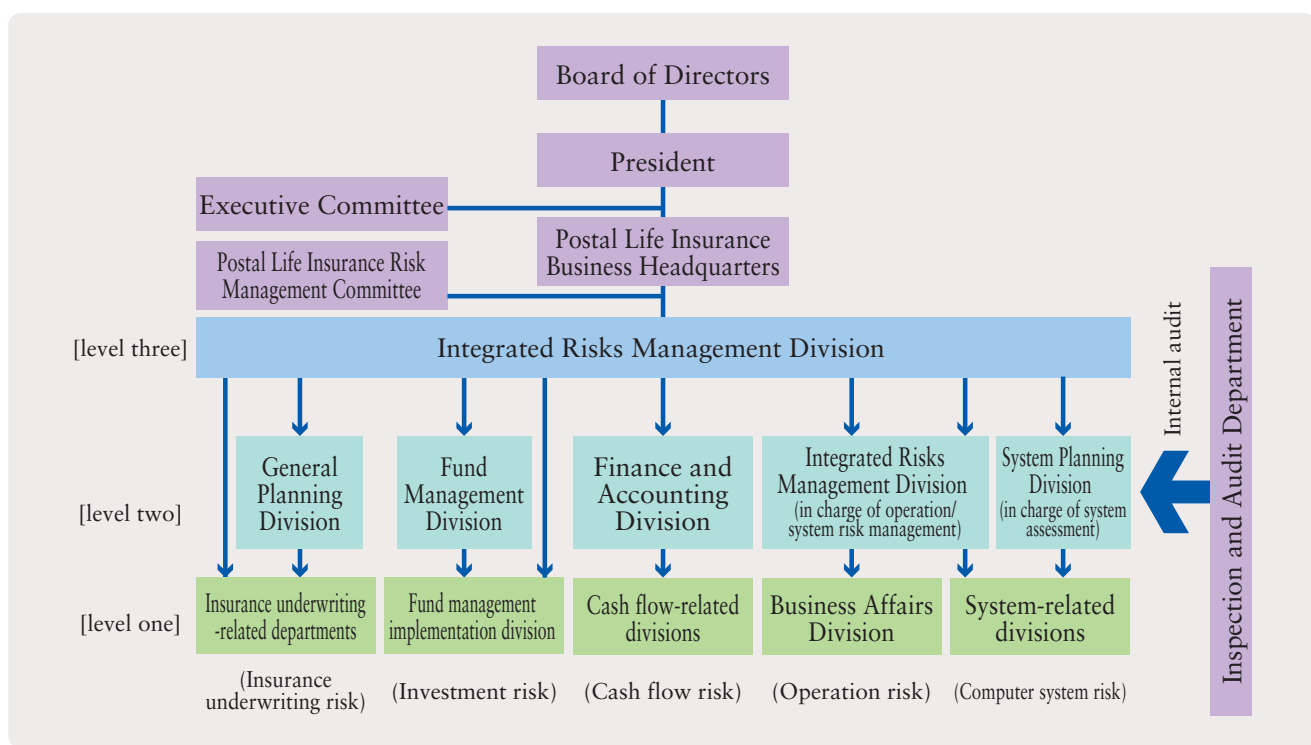 Board of Directors
President
Executive Committee
Postal Life Insurance
Business Headquarters
Postal Life Insurance Risk
Management Committee
[level three]
Integrated Risks Management Division
Internal audit
Inspection and Audit Department
[level two]
General
Planning
Division
Fund
Management
Division
Finance and
Accounting
Division
Integrated Risks
Management Division
(in charge of operation/
system risk management)
System Planning
Division
(in charge of system
assessment)
[level one]
Insurance underwriting
-related departments
Fund management
implementation division
Cash flow-related
divisions
Business Affairs
Division
System-related
divisions
(Insurance
underwriting risk)
(Investment risk)
(Cash flow risk)
(Operation risk)
(Computer system risk)